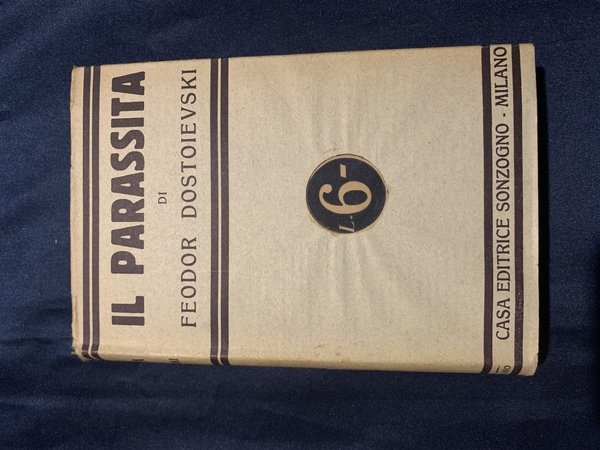 IL PARASSITA
DI
FEODOR DOSTOIEVSKI
L. 6-
CASA EDITRICE SONZOGNO - MILANO